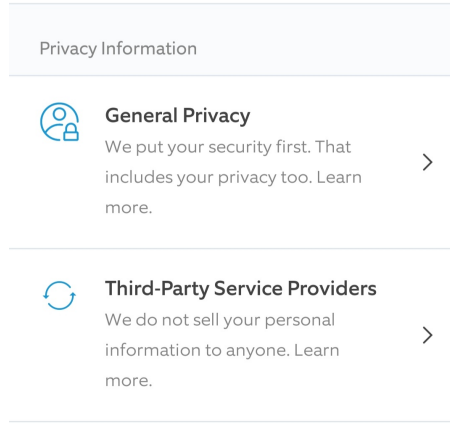 Privacy Information
General Privacy
We put your security first. That
includes your privacy too. Learn
more.
Third-Party Service Providers
We do not sell your personal
information to anyone. Learn
more.